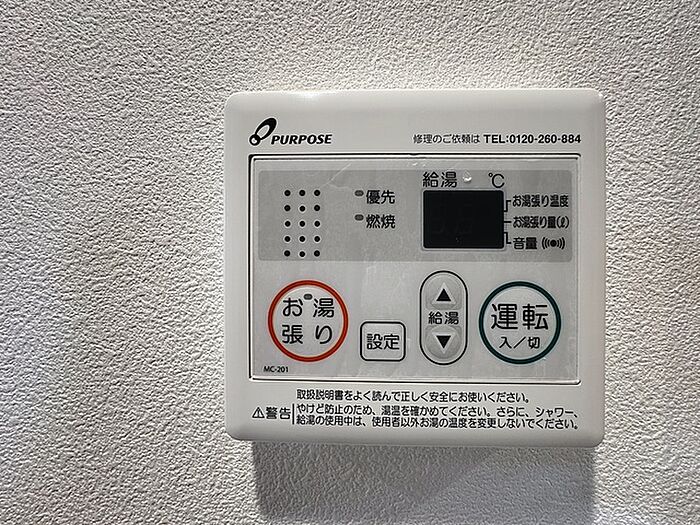 PURPOSE
修理のご依頼は TEL:0120-260-884
給湯 ℃
優先
燃焼
お湯張り温度
お湯張り量(ℓ)
音量
お湯
張り
設定
▲
給湯
▼
運転
入／切
MC-201
取扱説明書をよく読んで正しく安全にお使いください。
⚠警告
やけど防止のため、湯温を確かめてください。さらに、シャワー、
給湯の使用中は、使用者以外お湯の温度を変更しないでください。